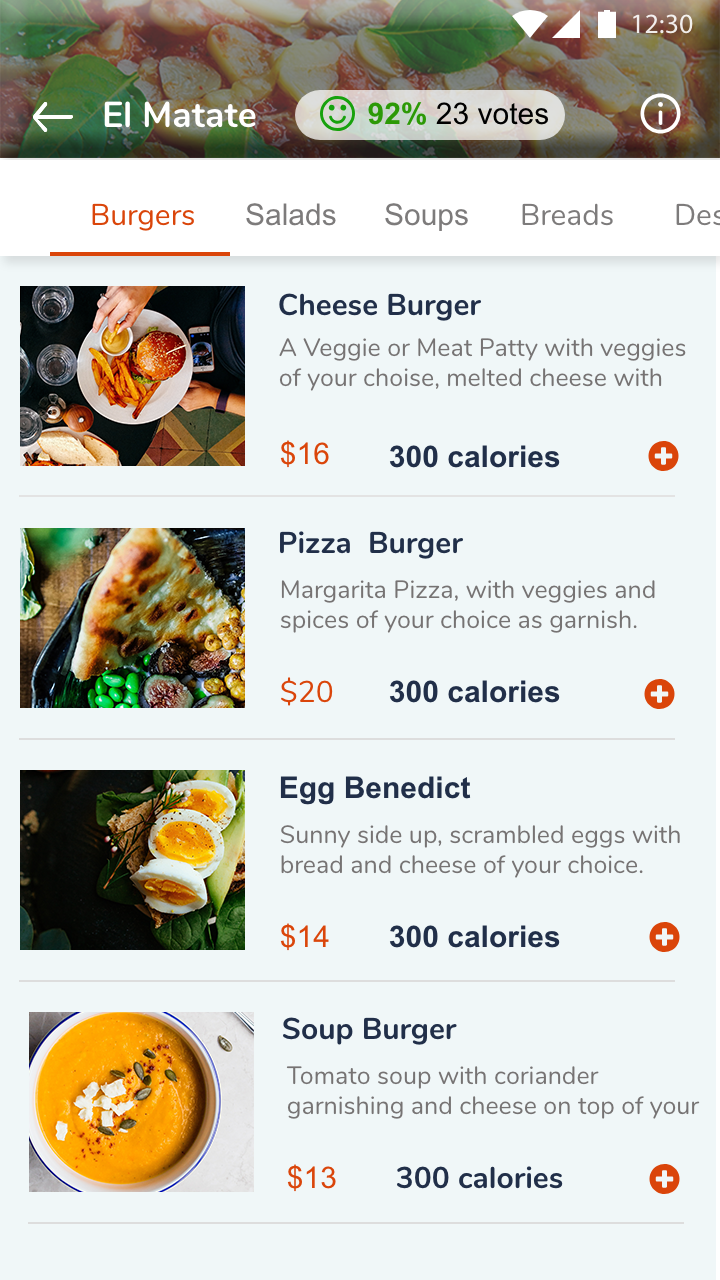 12:30
El Matate
92% 23 votes
Burgers Salads Soups Breads Des
Cheese Burger
A Veggie or Meat Patty with veggies
of your choise, melted cheese with
$16 300 calories
Pizza Burger
Margarita Pizza, with veggies and
spices of your choice as garnish.
$20 300 calories
Egg Benedict
Sunny side up, scrambled eggs with
bread and cheese of your choice.
$14 300 calories
Soup Burger
Tomato soup with coriander
garnishing and cheese on top of your
$13 300 calories